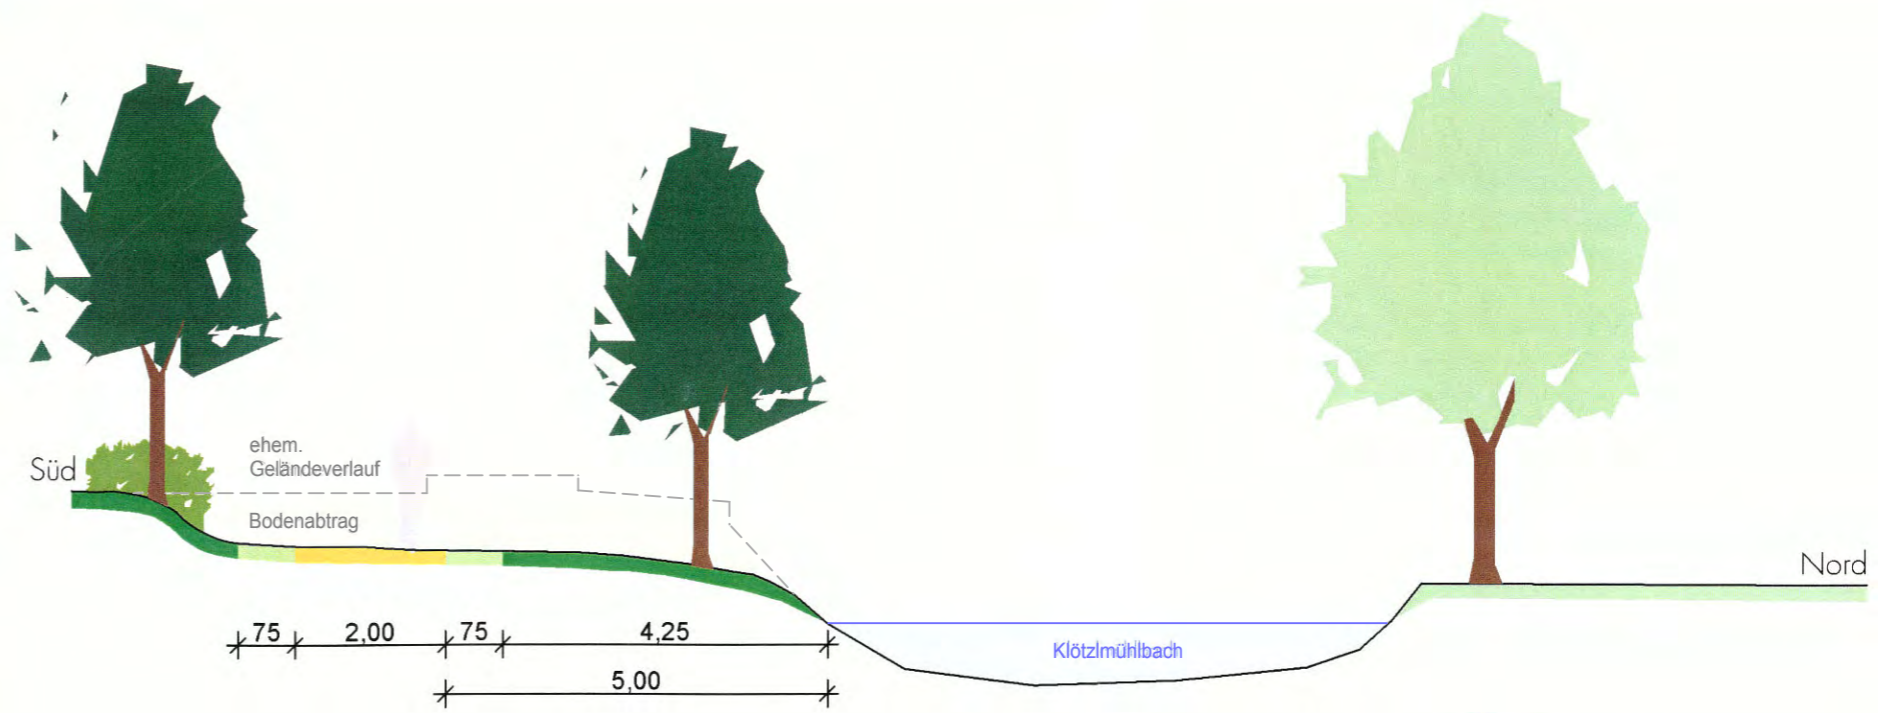 ehem.
Geländeverlauf
Süd
Bodenabtrag
Nord
75
2,00
75
4,25
Klötzlmühlbach
5,00